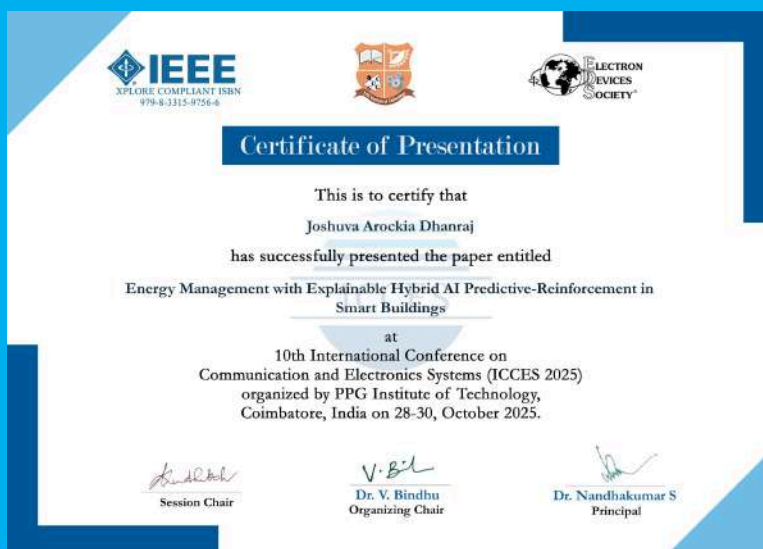 IEEE
XPLORE COMPLIANT ISBN
979-8-3315-9756-6
ELECTRON
DEVICES
SOCIETY®
Certificate of Presentation
This is to certify that
Joshuva Arockia Dhanraj
has successfully presented the paper entitled
Energy Management with Explainable Hybrid AI Predictive-Reinforcement in
Smart Buildings
ICCES
at
10th International Conference on
Communication and Electronics Systems (ICCES 2025)
organized by PPG Institute of Technology,
Coimbatore, India on 28-30, October 2025.
V. Bil
Session Chair
Dr. V. Bindhu
Organizing Chair
Dr. Nandhakumar S
Principal